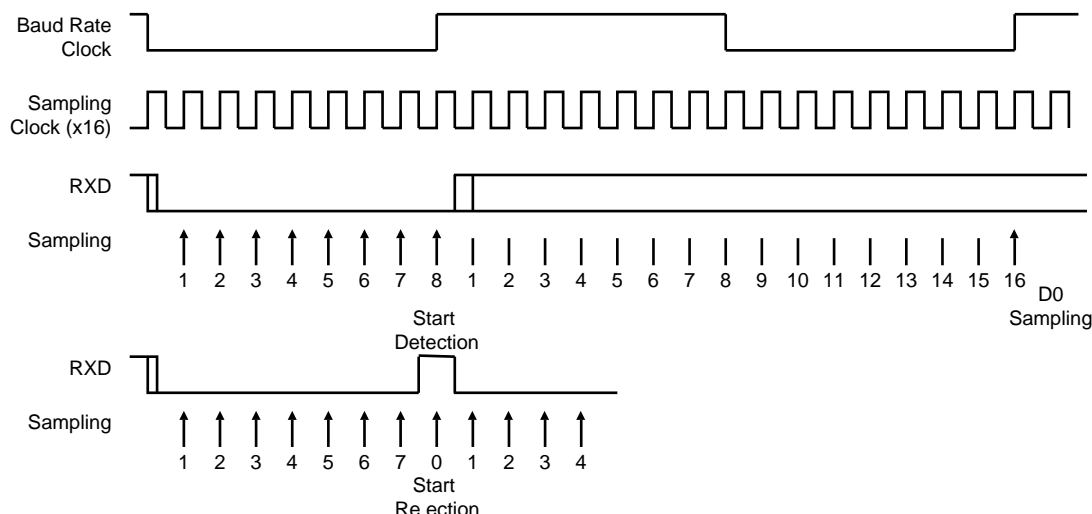 Baud Rate
Clock
Sampling
Clock (x16)
RXD
Sampling
1 2 3 4 5 6 7 8 1 2 3 4 5 6 7 8 9 10 11 12 13 14 15 16
D0
Sampling
Start
Detection
RXD
Sampling
1 2 3 4 5 6 7 0 1 2 3 4
Start
Re ection